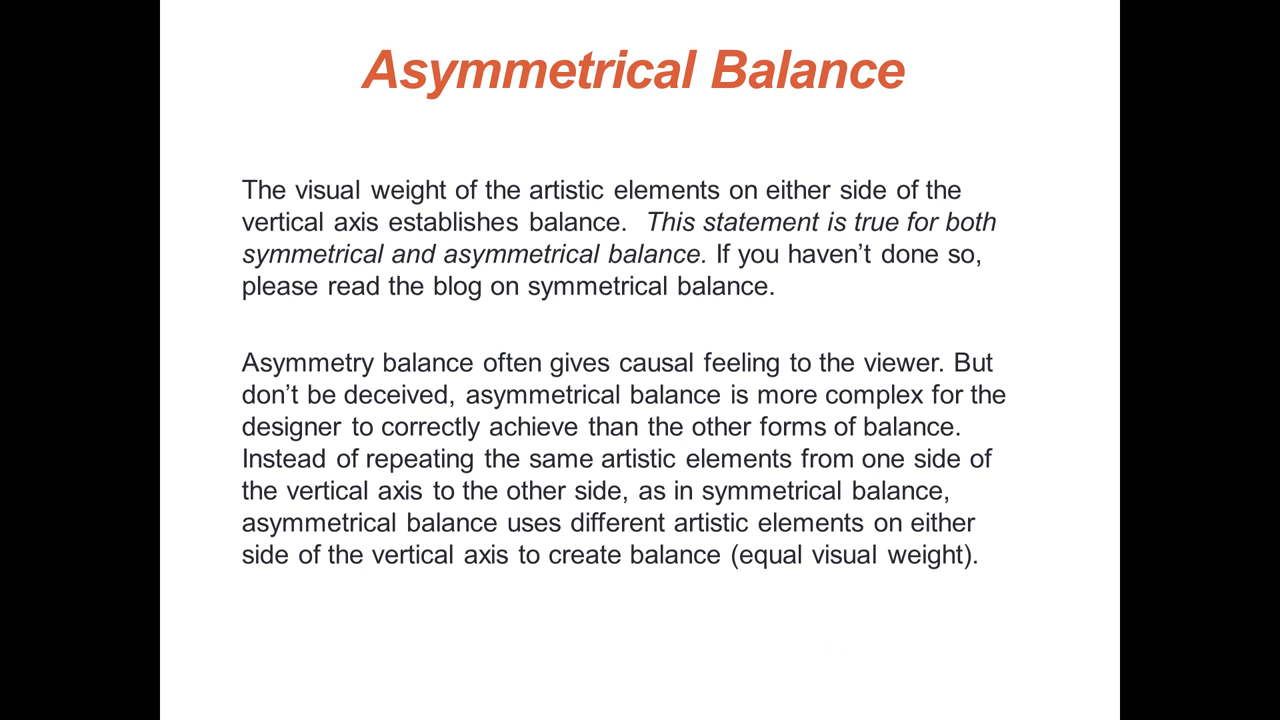 Asymmetrical Balance
The visual weight of the artistic elements on either side of the
vertical axis establishes balance.  This statement is true for both
symmetrical and asymmetrical balance. If you haven’t done so,
please read the blog on symmetrical balance.
Asymmetry balance often gives causal feeling to the viewer. But
don’t be deceived, asymmetrical balance is more complex for the
designer to correctly achieve than the other forms of balance.
Instead of repeating the same artistic elements from one side of
the vertical axis to the other side, as in symmetrical balance,
asymmetrical balance uses different artistic elements on either
side of the vertical axis to create balance (equal visual weight).